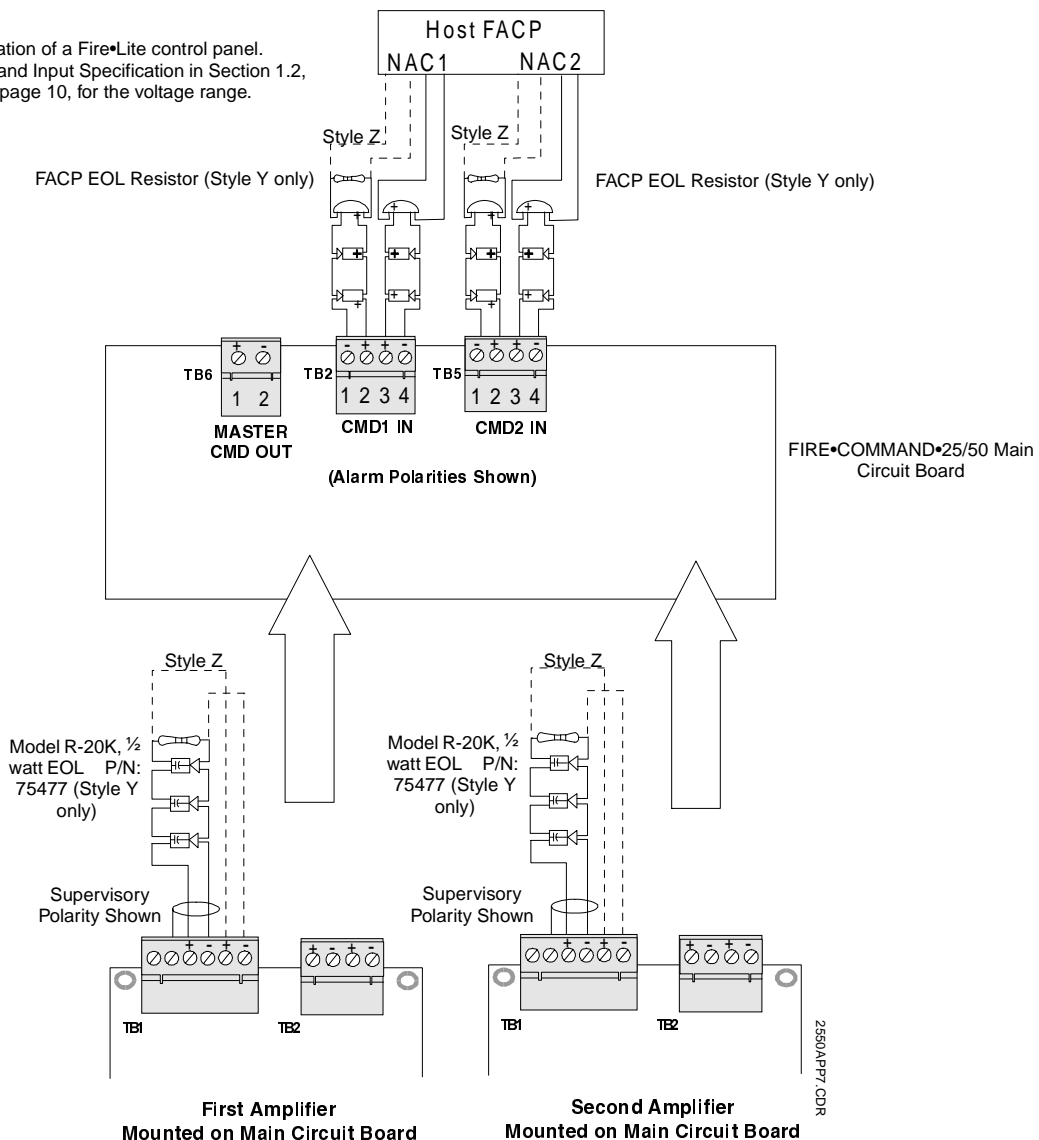 Host FACP
NAC1 NAC2
ation of a Fire•Lite control panel.
and Input Specification in Section 1.2,
page 10, for the voltage range.
Style Z Style Z
FACP EOL Resistor (Style Y only) FACP EOL Resistor (Style Y only)
+ +
+ +
+ +
+ +
+ +
+ +
+ - - + + - - + + -
TB6 TB2 TB5
1 2 1 2 3 4 1 2 3 4
MASTER
CMD OUT
CMD1 IN CMD2 IN
(Alarm Polarities Shown)
FIRE•COMMAND•25/50 Main
Circuit Board
Style Z Style Z
Model R-20K, ½
watt EOL P/N:
75477 (Style Y
only)
Model R-20K, ½
watt EOL P/N:
75477 (Style Y
only)
Supervisory
Polarity Shown
Supervisory
Polarity Shown
+ - + - + - + - + - + - + - + -
TB1 TB2 TB1 TB2
2550APP7.CDR
First Amplifier
Mounted on Main Circuit Board
Second Amplifier
Mounted on Main Circuit Board